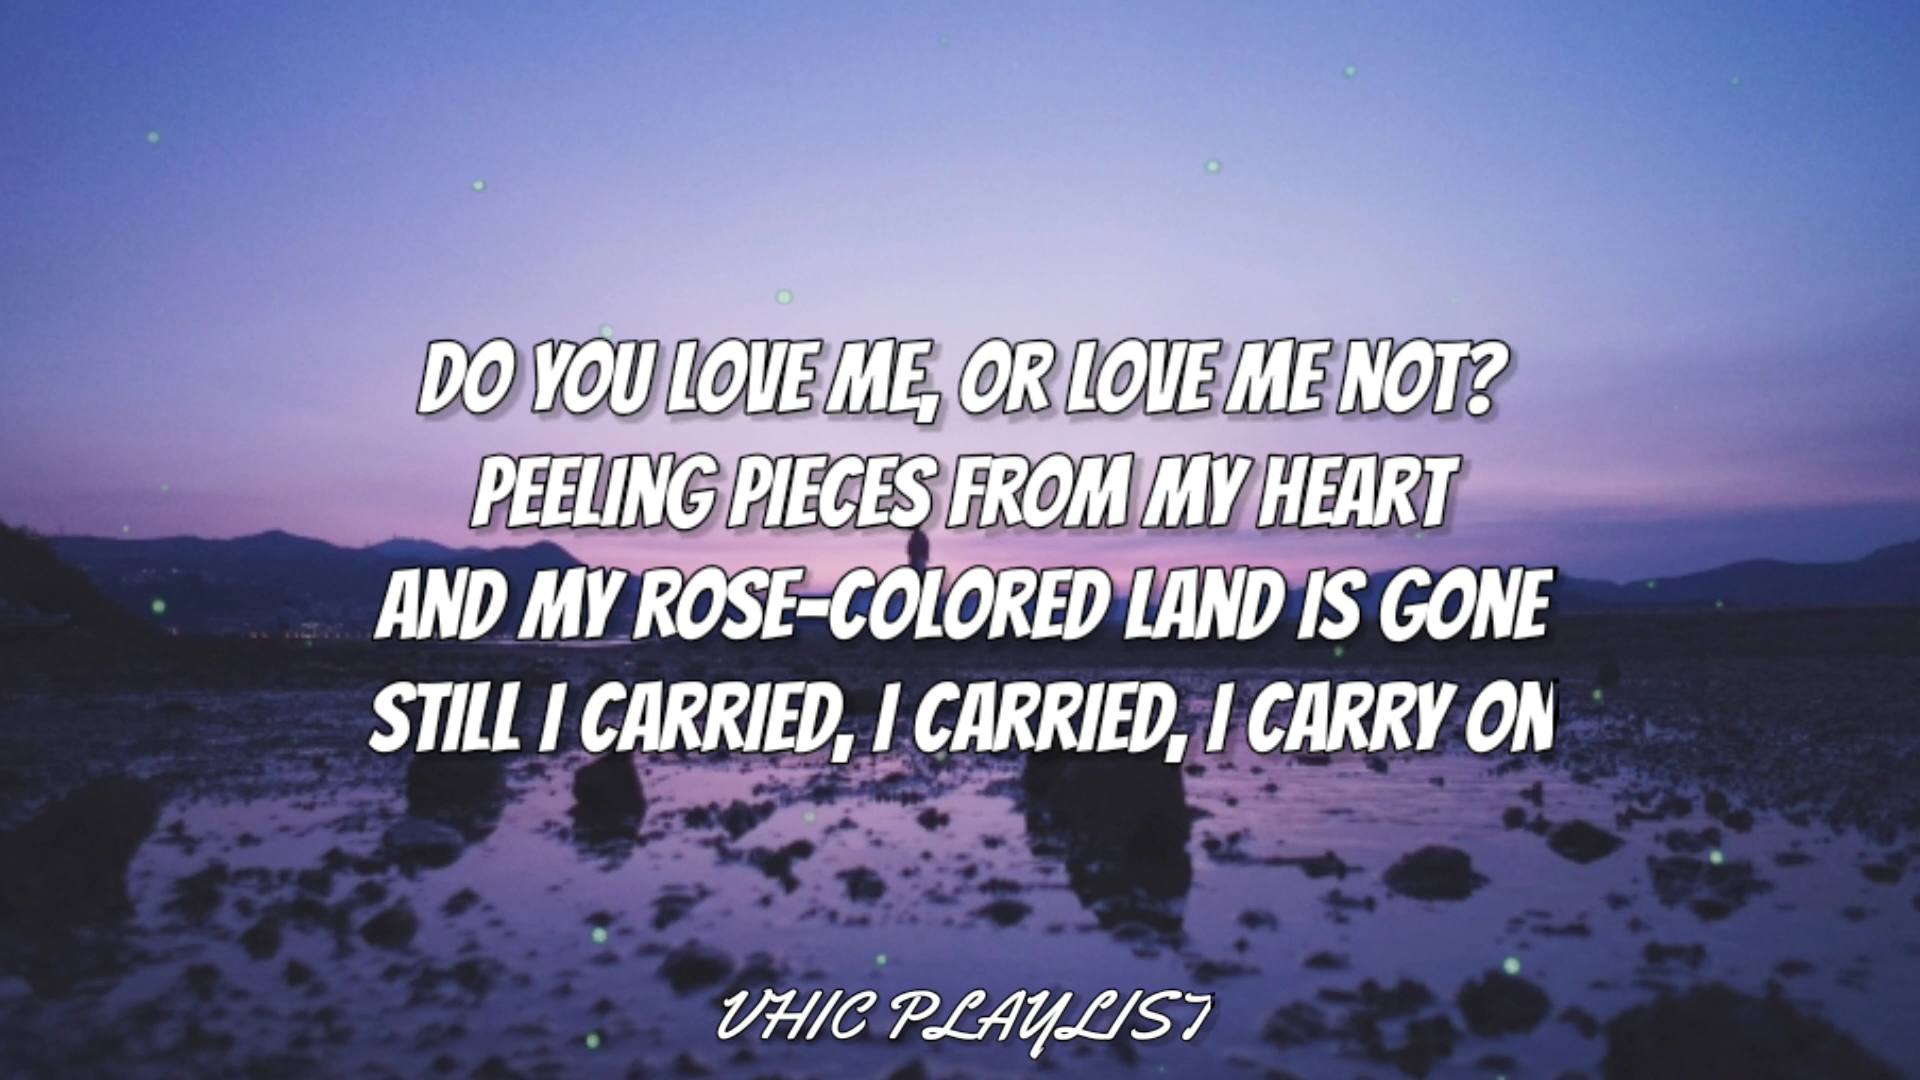 DO YOU LOVE ME, OR LOVE ME NOT?
PEELING PIECES FROM MY HEART
AND MY ROSE-COLORED LAND IS GONE
STILL I CARRIED, I CARRIED, I CARRY ON
VHIC PLAYLIST